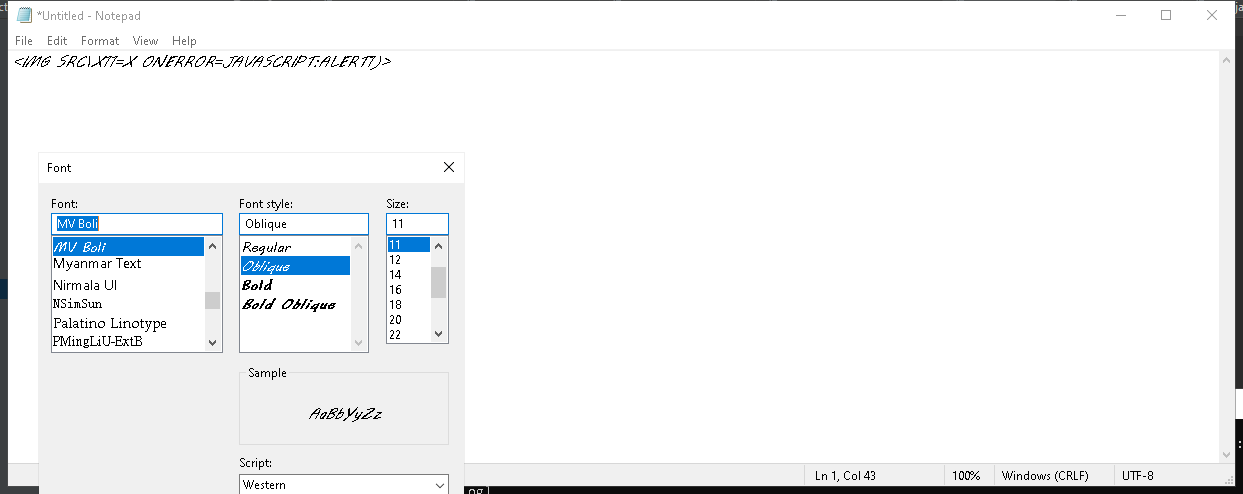 *Untitled - Notepad
File Edit Format View Help
<IMG SRC\XTT=X ONERROR=JAVASCRIPT:ALERTT)>
Font
Font: Font style: Size:
MV Boli Oblique 11
MV Boli Regular 11
Myanmar Text Oblique 12
Nirmala UI Bold 14
NSimSun Bold Oblique 16
Palatino Linotype 18
PMingLiU-ExtB 20
22
Sample
AaBbYyZz
Script:
Western
Ln 1, Col 43 100% Windows (CRLF) UTF-8